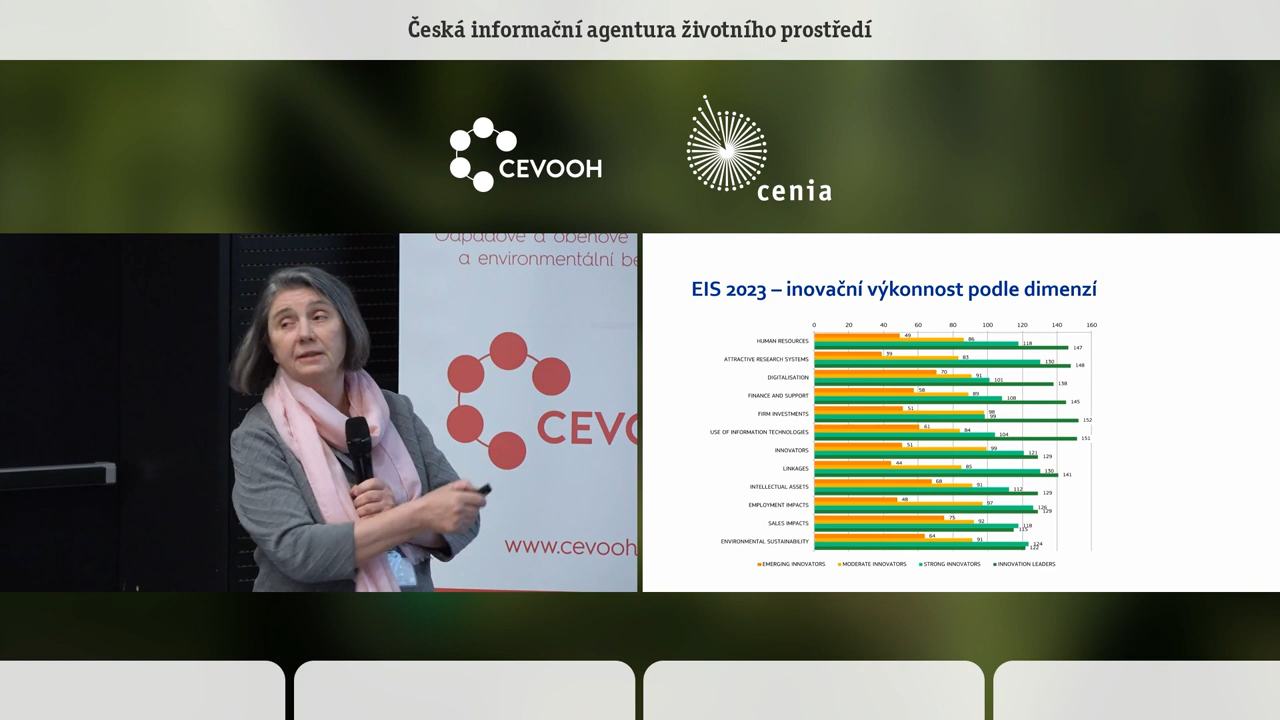 Česká informační agentura životního prostředí
CEVOOH
cenia
Odpadové a oběhové
a environmentální be
CEVO
www.cevooh
EIS 2023 – inovační výkonnost podle dimenzí
0 20 40 60 80 100 120 140 160
HUMAN RESOURCES 49 86 118 147
ATTRACTIVE RESEARCH SYSTEMS 39 83 130 148
DIGITALISATION 70 91 101 138
FINANCE AND SUPPORT 58 89 108 145
FIRM INVESTMENTS 51 98 99 152
USE OF INFORMATION TECHNOLOGIES 61 84 104 151
INNOVATORS 51 99 121 129
LINKAGES 44 85 130 141
INTELLECTUAL ASSETS 68 91 112 129
EMPLOYMENT IMPACTS 48 97 126 129
SALES IMPACTS 75 92 118 115
ENVIRONMENTAL SUSTAINABILITY 64 91 124 122
EMERGING INNOVATORS MODERATE INNOVATORS STRONG INNOVATORS INNOVATION LEADERS